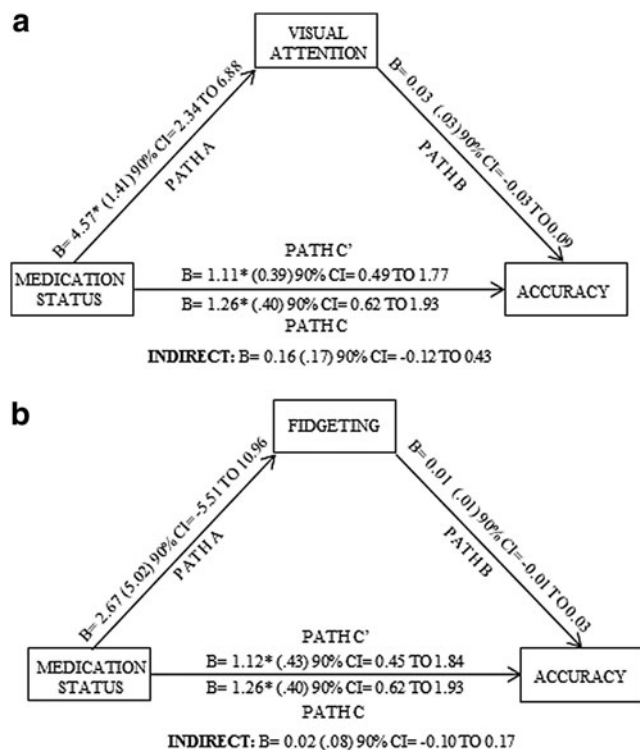 a
VISUAL
ATTENTION
B= 4.57* (1.41) 90% CI= 2.34 TO 6.88
PATH A
B= 0.03 (.03) 90% CI= -0.03 TO 0.09
PATH B
MEDICATION
STATUS
PATH C'
B= 1.11* (0.39) 90% CI= 0.49 TO 1.77
B= 1.26* (.40) 90% CI= 0.62 TO 1.93
PATH C
ACCURACY
INDIRECT: B= 0.16 (.17) 90% CI= -0.12 TO 0.43
b
FIDGETING
B= 2.67 (5.02) 90% CI= -5.51 TO 10.96
PATH A
B= 0.01 (.01) 90% CI= -0.01 TO 0.03
PATH B
MEDICATION
STATUS
PATH C'
B= 1.12* (.43) 90% CI= 0.45 TO 1.84
B= 1.26* (.40) 90% CI= 0.62 TO 1.93
PATH C
ACCURACY
INDIRECT: B= 0.02 (.08) 90% CI= -0.10 TO 0.17